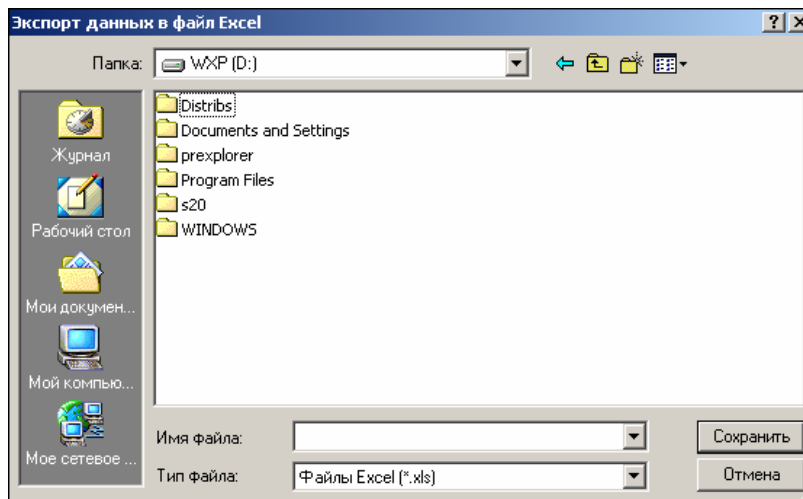 Экспорт данных в файл Excel
Папка: WXP (D:)
Журнал
Рабочий стол
Мои докумен...
Мой компью...
Мое сетевое ...
Distribs
Documents and Settings
prexplorer
Program Files
s20
WINDOWS
Имя файла:
Сохранить
Тип файла: Файлы Excel (*.xls)
Отмена